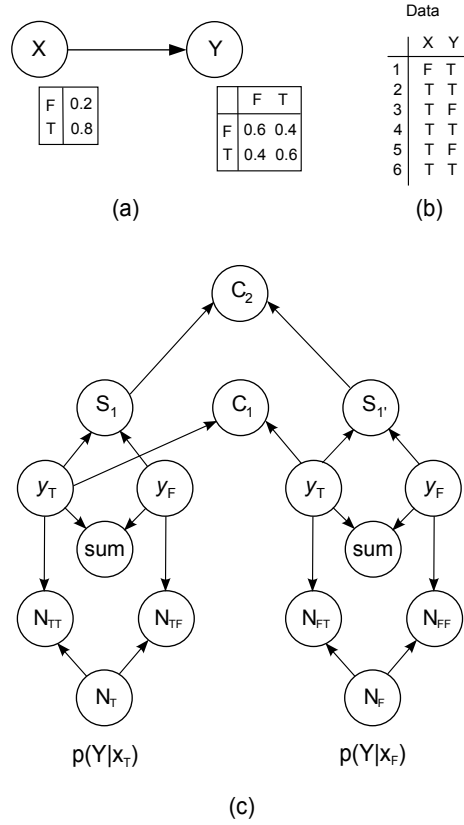 Data
X Y
X Y
1 F T
F T
2 T T
F 0.2
3 T F
T 0.8
F 0.6 0.4
4 T T
T 0.4 0.6
5 T F
6 T T
(a)
(b)
C2
S1
C1
S1'
yT
yF
yT
yF
sum
sum
NTT
NTF
NFT
NFF
NT
NF
p(Y|xT)
p(Y|xF)
(c)